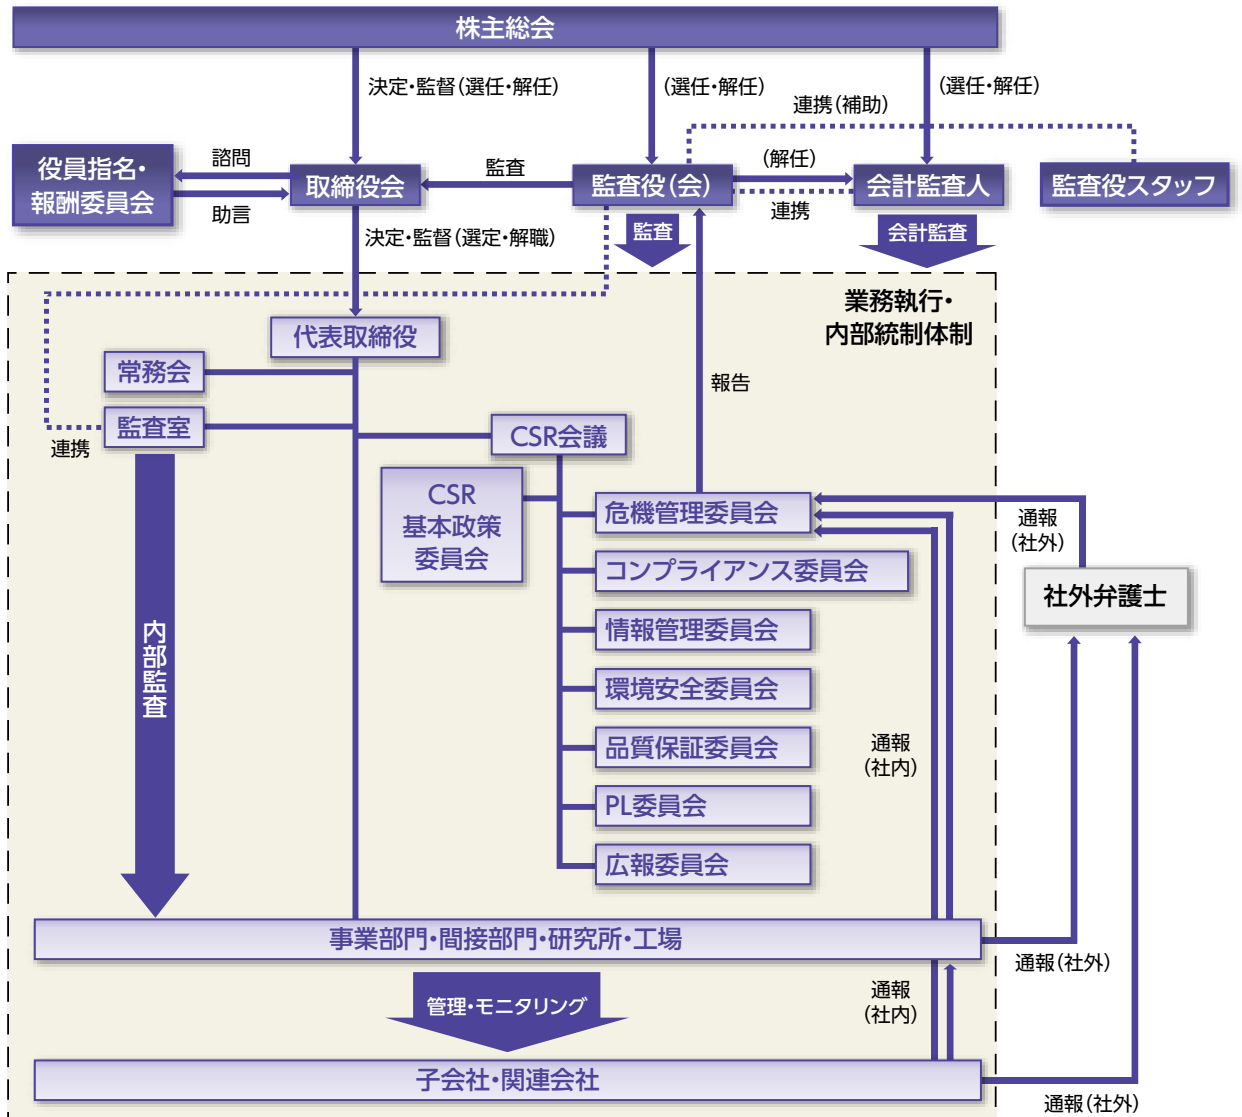 株主総会
決定・監督(選任・解任)
(選任・解任)
(選任・解任)
連携(補助)
役員指名・
報酬委員会
諮問
助言
取締役会
監査
監査役(会)
(解任)
連携
会計監査人
監査役スタッフ
決定・監督(選定・解職)
監査
会計監査
業務執行・
内部統制体制
代表取締役
常務会
監査室
連携
報告
CSR会議
CSR
基本政策
委員会
危機管理委員会
コンプライアンス委員会
情報管理委員会
環境安全委員会
品質保証委員会
PL委員会
広報委員会
通報
(社外)
社外弁護士
内部監査
通報
(社内)
事業部門・間接部門・研究所・工場
通報(社外)
管理・モニタリング
通報
(社内)
子会社・関連会社
通報(社外)